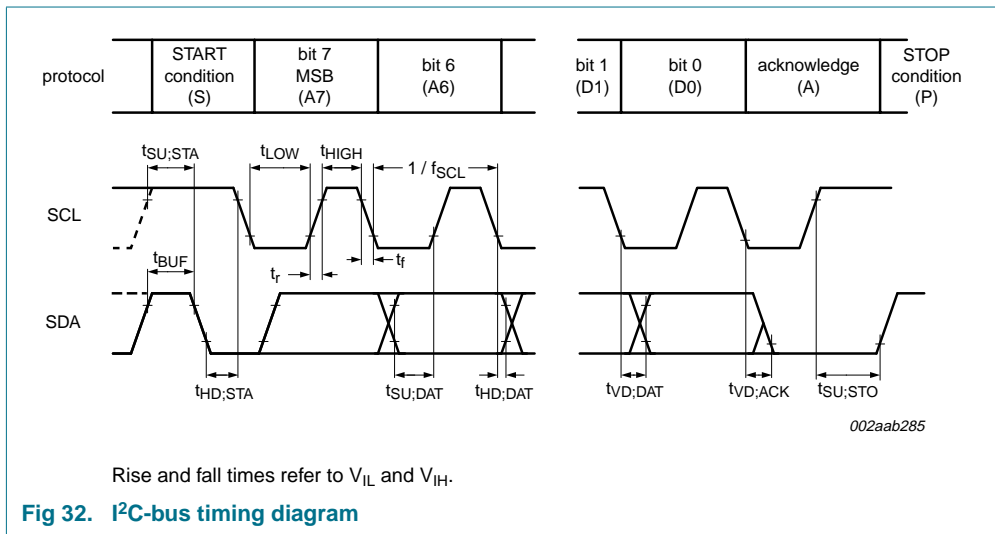 protocol
START
condition
(S)
bit 7
MSB
(A7)
bit 6
(A6)
bit 1
(D1)
bit 0
(D0)
acknowledge
(A)
STOP
condition
(P)
tSU;STA
tLOW
tHIGH
1 / fSCL
SCL
tBUF
tr
tf
SDA
tHD;STA
tSU;DAT
tHD;DAT
tVD;DAT
tVD;ACK
tSU;STO
002aab285
Rise and fall times refer to VIL and VIH.
Fig 32. I²C-bus timing diagram